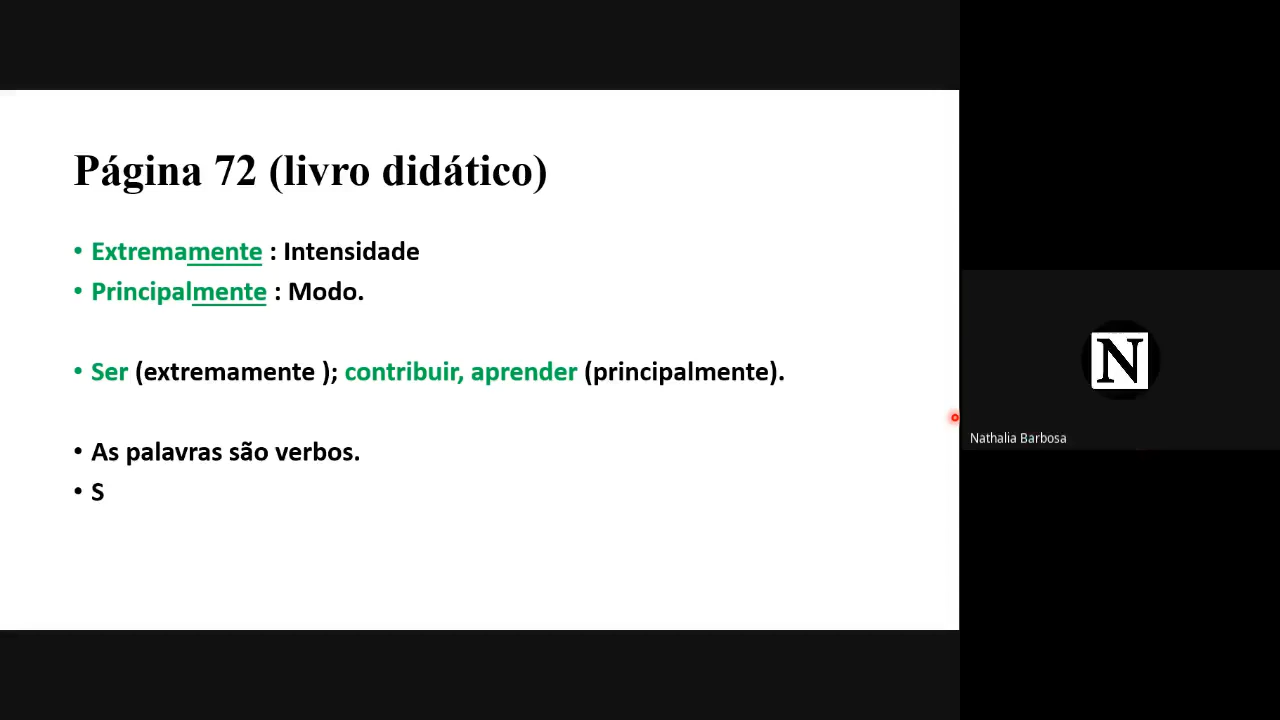 Página 72 (livro didático)
• Extremamente : Intensidade
• Principalmente : Modo.
• Ser (extremamente ); contribuir, aprender (principalmente).
• As palavras são verbos.
• S
N
Nathalia Barbosa